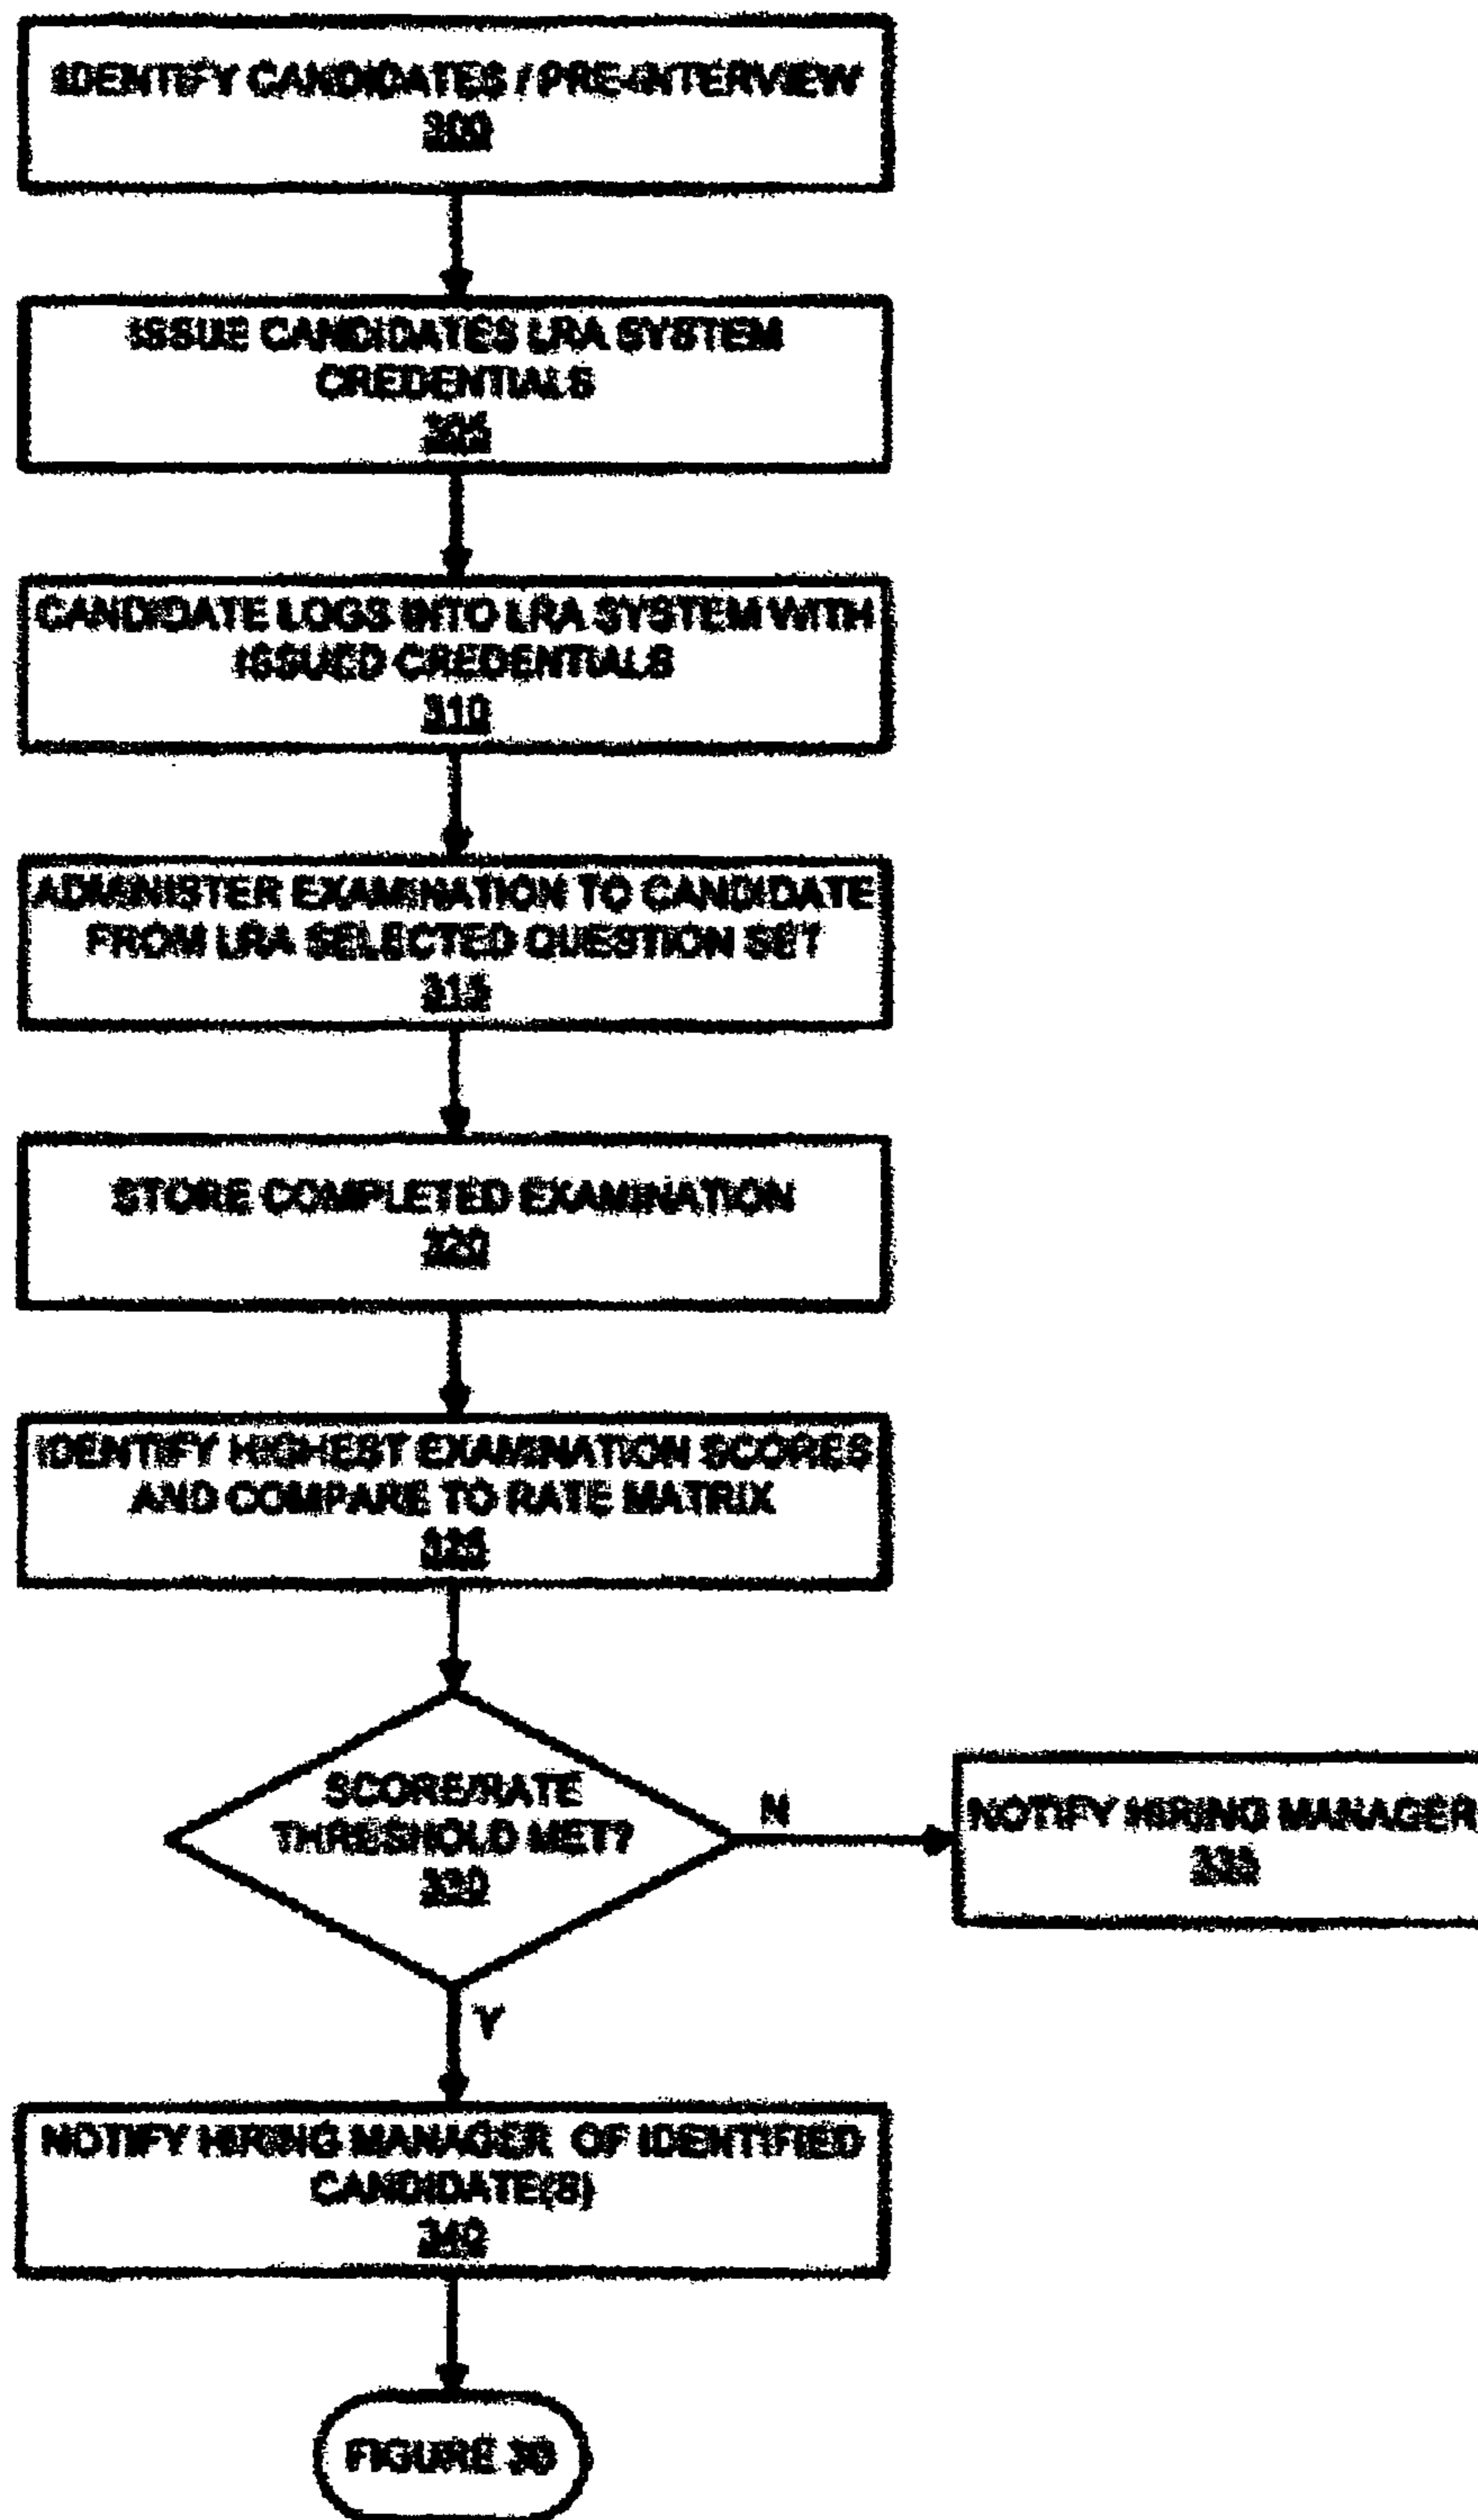 IDENTIFY CANDIDATES / PRE-INTERVIEW
300
ISSUE CANDIDATES LRA SYSTEM
CREDENTIALS
305
CANDIDATE LOGS INTO LRA SYSTEM WITH
ISSUED CREDENTIALS
310
ADMINISTER EXAMINATION TO CANDIDATE
FROM LRA SELECTED QUESTION SET
315
STORE COMPLETED EXAMINATION
320
IDENTIFY HIGHEST EXAMINATION SCORES
AND COMPARE TO RATE MATRIX
325
SCORE/RATE
THRESHOLD MET?
330
N
NOTIFY HIRING MANAGER
335
Y
NOTIFY HIRING MANAGER OF IDENTIFIED
CANDIDATE(S)
340
FIGURE